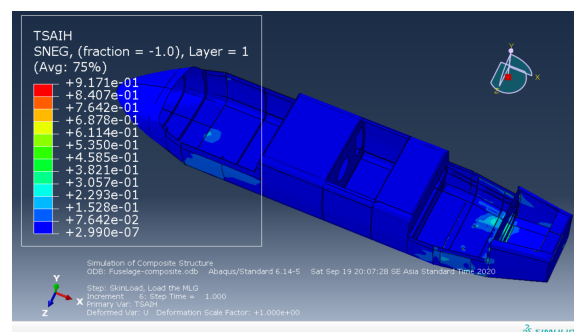 TSAIH
SNEG, (fraction = -1.0), Layer = 1
(Avg: 75%)
+9.171e-01
+8.407e-01
+7.642e-01
+6.878e-01
+6.114e-01
+5.350e-01
+4.585e-01
+3.821e-01
+3.057e-01
+2.293e-01
+1.528e-01
+7.642e-02
+2.990e-07
Y
X
Z
Simulation of Composite Structure
ODB: Fuselage-composite.odb Abaqus/Standard 6.14-5 Sat Sep 19 20:07:28 SE Asia Standard Time 2020
Y
Z
X
Step: SkinLoad, Load the MLG
Increment 6: Step Time = 1.000
Primary Var: TSAIH
Deformed Var: U Deformation Scale Factor: +1.000e+00